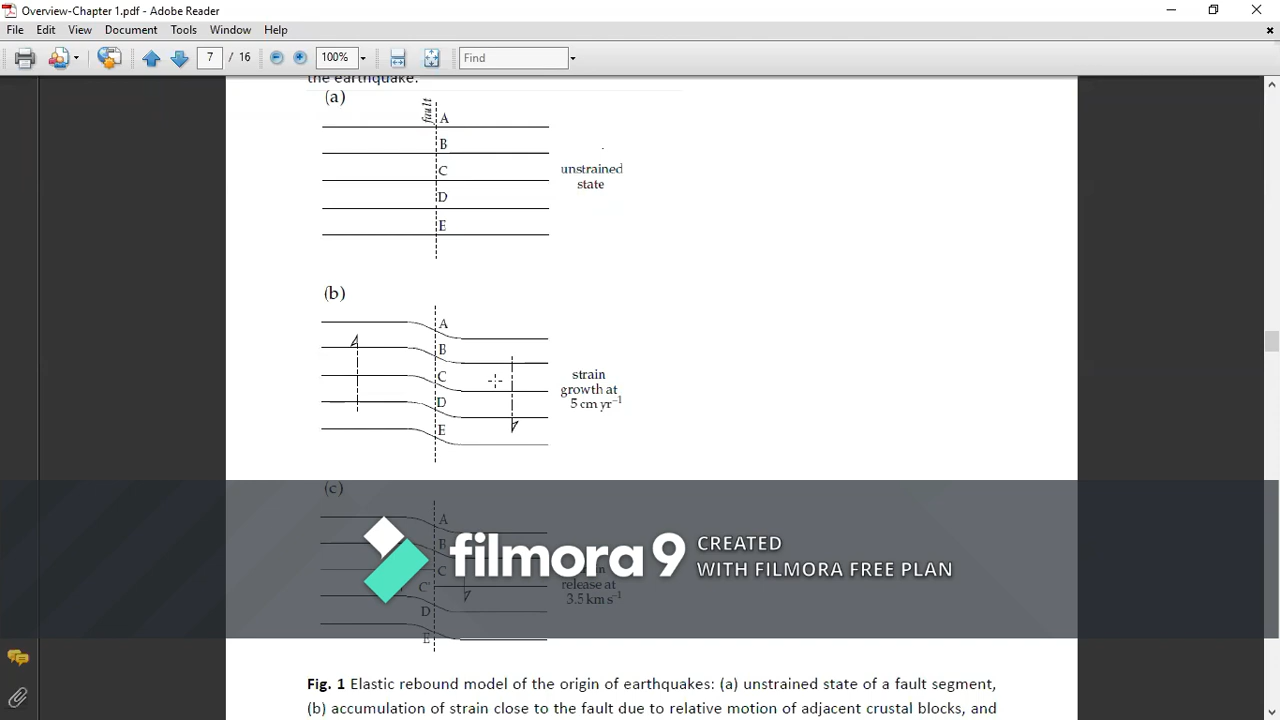 Overview-Chapter 1.pdf - Adobe Reader
File Edit View Document Tools Window Help
7 / 16 100% Find
the earthquake.
(a)
fault
A
B
C
D
E
unstrained
state
(b)
A
B
C
D
E
strain
growth at
5 cm yr⁻¹
(c)
A
B
C
C'
D
E
release at
3.5 km s⁻¹
filmora 9 CREATED
WITH FILMORA FREE PLAN
Fig. 1 Elastic rebound model of the origin of earthquakes: (a) unstrained state of a fault segment,
(b) accumulation of strain close to the fault due to relative motion of adjacent crustal blocks, and